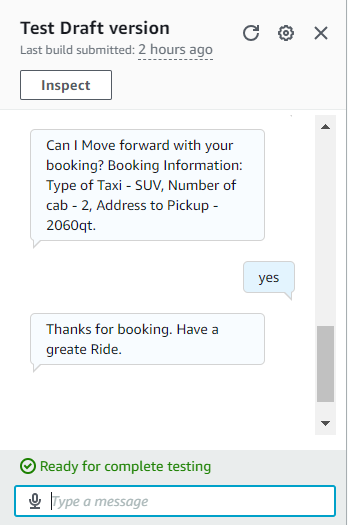 Test Draft version
Last build submitted: 2 hours ago
Inspect
Can I Move forward with your
booking? Booking Information:
Type of Taxi - SUV, Number of
cab - 2, Address to Pickup -
2060qt.
yes
Thanks for booking. Have a
greate Ride.
Ready for complete testing
Type a message